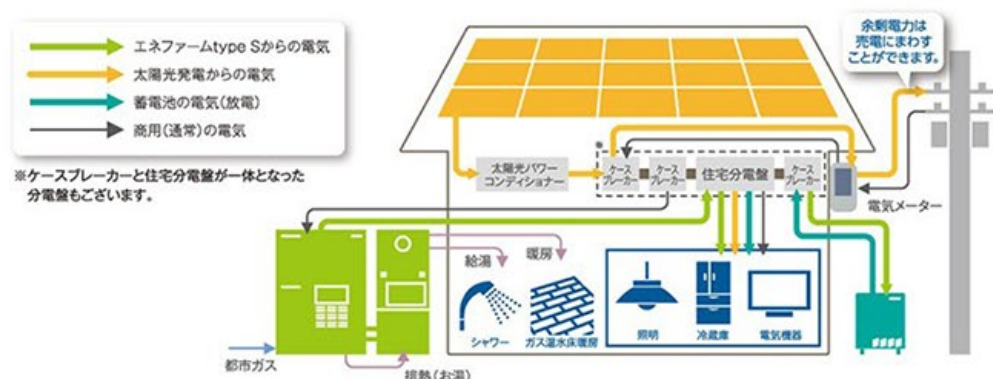 エネファームtype Sからの電気
太陽光発電からの電気
蓄電池の電気(放電)
商用(通常)の電気
※ケースブレーカーと住宅分電盤が一体となった
分電盤もございます。
余剰電力は
売電にまわす
ことができます。
※
太陽光パワー
コンディショナー
ケース
ブレーカー
ケース
ブレーカー
住宅分電盤
ケース
ブレーカー
電気メーター
給湯
暖房
シャワー
ガス温水床暖房
照明
冷蔵庫
電気機器
都市ガス
排熱(お湯)